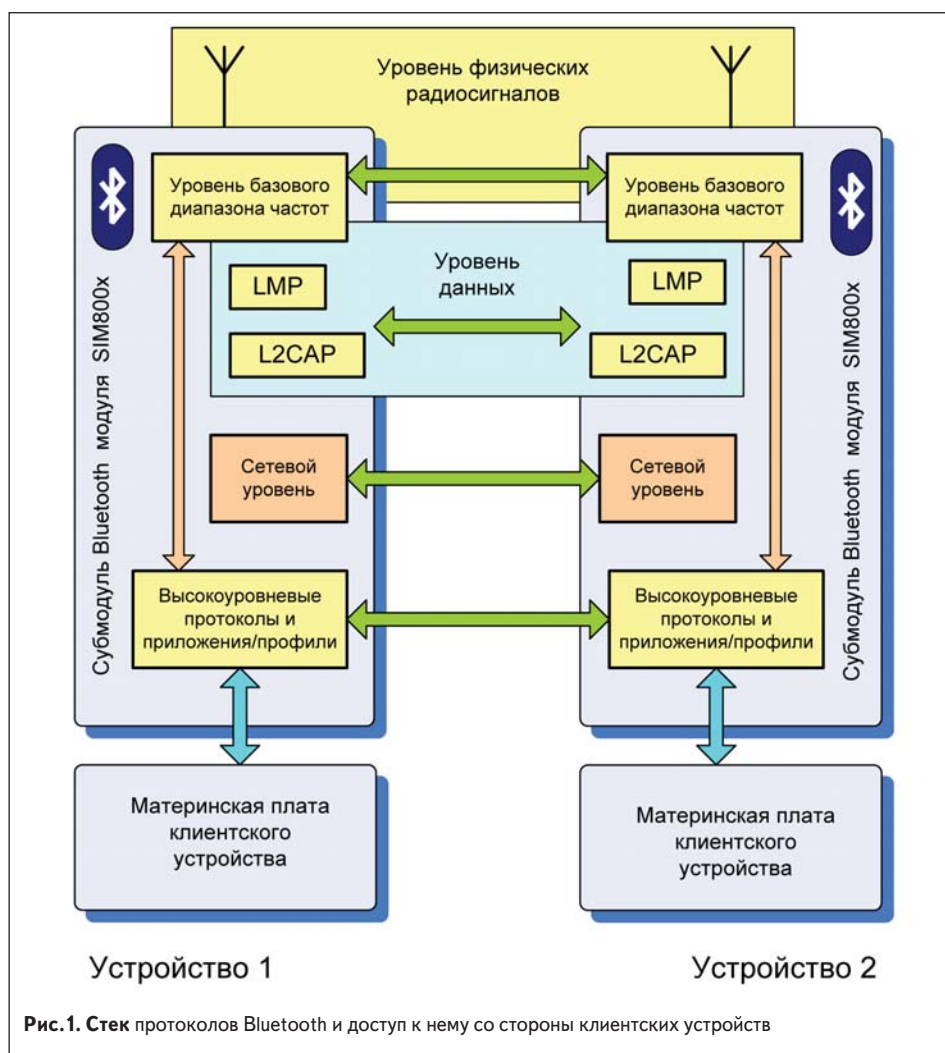 Уровень физических
радиосигналов
Уровень базового
диапазона частот
Уровень базового
диапазона частот
Уровень
данных
LMP
LMP
L2CAP
L2CAP
Субмодуль Bluetooth модуля SIM800x
Субмодуль Bluetooth модуля SIM800x
Сетевой
уровень
Сетевой
уровень
Высокоуровневые
протоколы и
приложения/профили
Высокоуровневые
протоколы и
приложения/профили
Материнская плата
клиентского
устройства
Материнская плата
клиентского
устройства
Устройство 1
Устройство 2
Рис.1. Стек протоколов Bluetooth и доступ к нему со стороны клиентских устройств